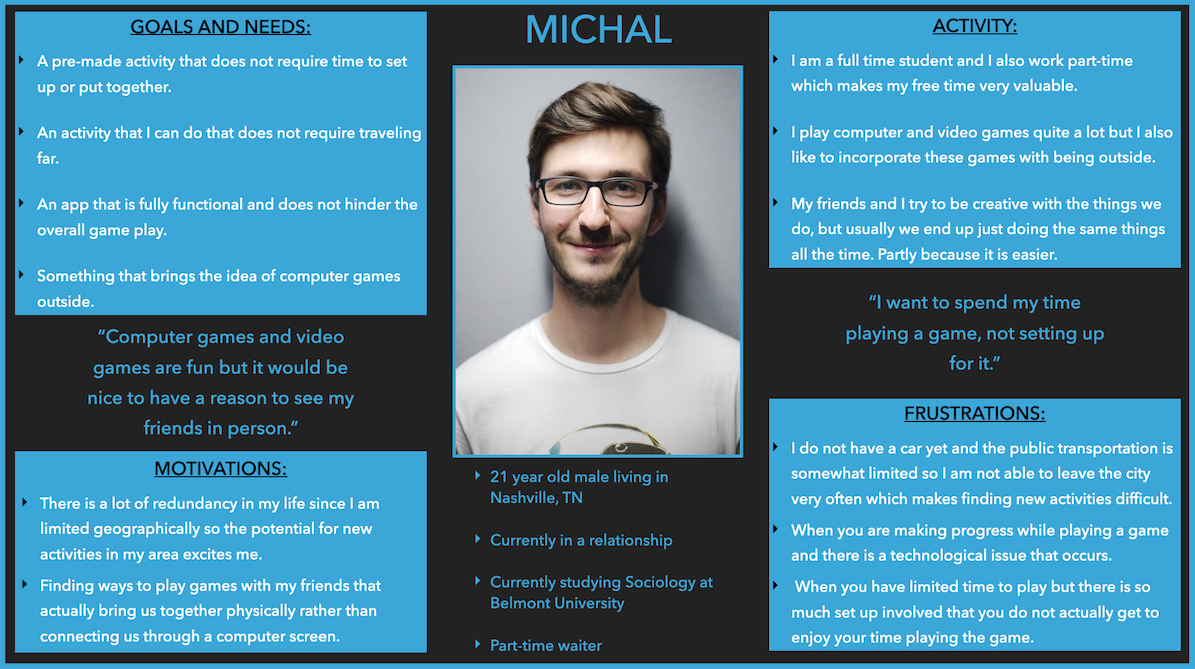 GOALS AND NEEDS:
A pre-made activity that does not require time to set
up or put together.
An activity that I can do that does not require traveling
far.
An app that is fully functional and does not hinder the
overall game play.
Something that brings the idea of computer games
outside.
“Computer games and video
games are fun but it would be
nice to have a reason to see my
friends in person.”
MOTIVATIONS:
There is a lot of redundancy in my life since I am
limited geographically so the potential for new
activities in my area excites me.
Finding ways to play games with my friends that
actually bring us together physically rather than
connecting us through a computer screen.
MICHAL
21 year old male living in
Nashville, TN
Currently in a relationship
Currently studying Sociology at
Belmont University
Part-time waiter
ACTIVITY:
I am a full time student and I also work part-time
which makes my free time very valuable.
I play computer and video games quite a lot but I also
like to incorporate these games with being outside.
My friends and I try to be creative with the things we
do, but usually we end up just doing the same things
all the time. Partly because it is easier.
“I want to spend my time
playing a game, not setting up
for it.”
FRUSTRATIONS:
I do not have a car yet and the public transportation is
somewhat limited so I am not able to leave the city
very often which makes finding new activities difficult.
When you are making progress while playing a game
and there is a technological issue that occurs.
When you have limited time to play but there is so
much set up involved that you do not actually get to
enjoy your time playing the game.